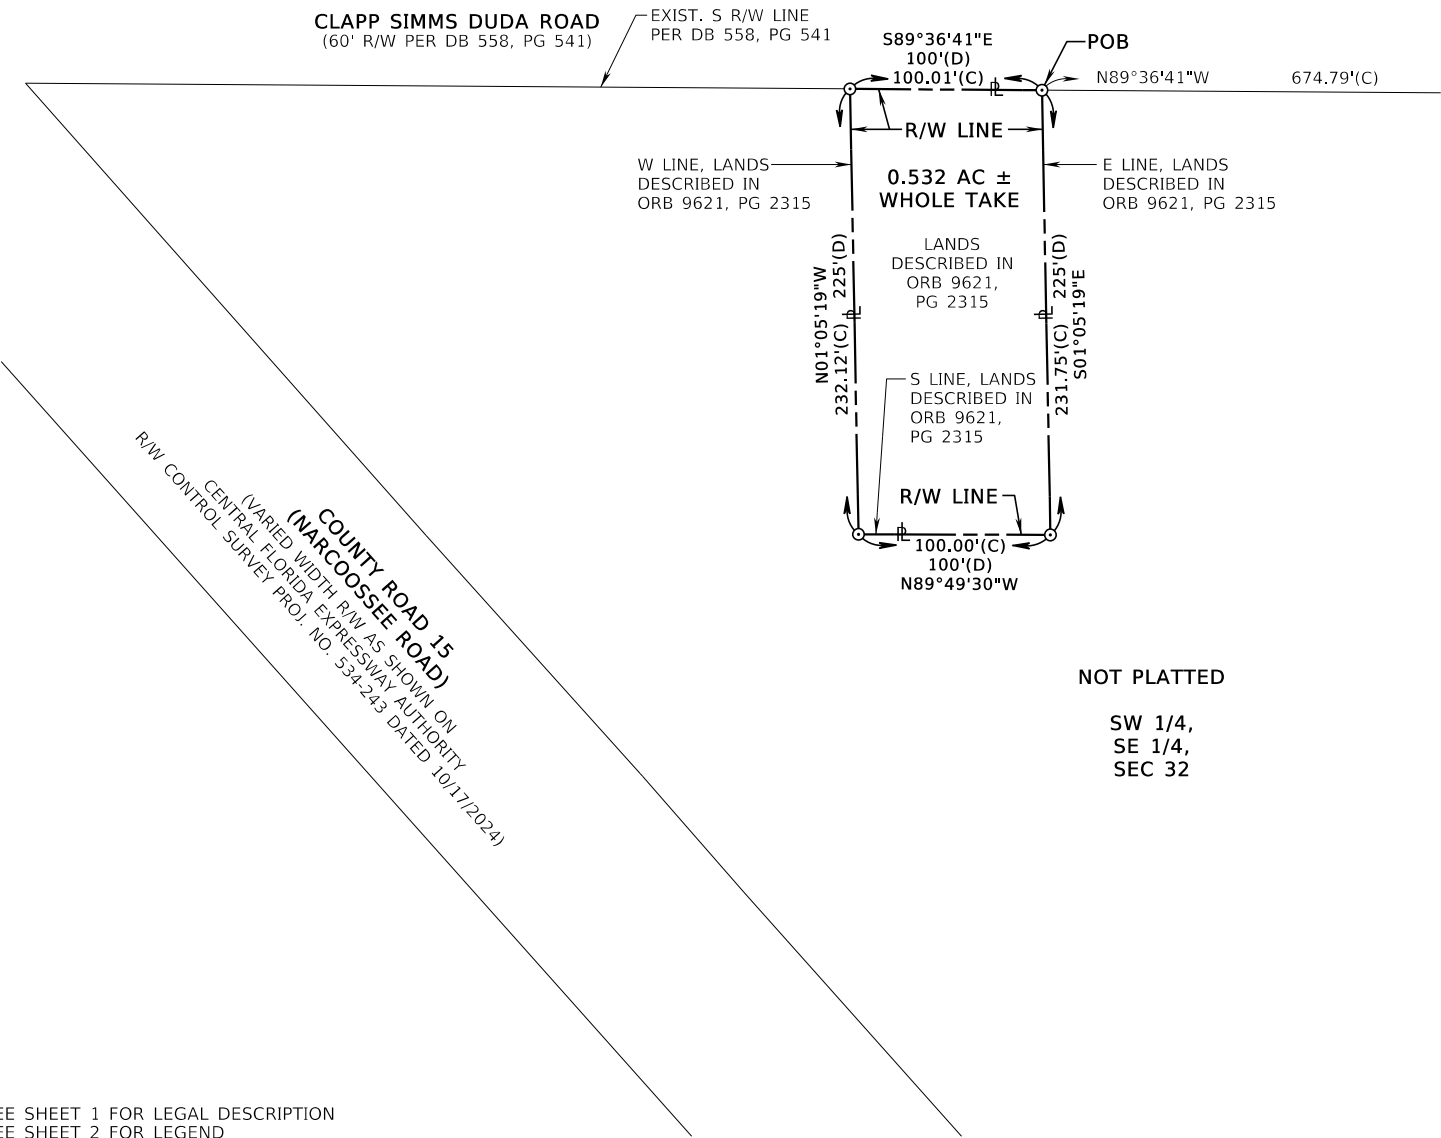 CLAPP SIMMS DUDA ROAD
(60' R/W PER DB 558, PG 541)
EXIST. S R/W LINE
PER DB 558, PG 541
S89°36'41"E
100'(D)
100.01'(C)
POB
N89°36'41"W 674.79'(C)
PL
R/W LINE
W LINE, LANDS
DESCRIBED IN
ORB 9621, PG 2315
0.532 AC ±
WHOLE TAKE
E LINE, LANDS
DESCRIBED IN
ORB 9621, PG 2315
LANDS
DESCRIBED IN
ORB 9621,
PG 2315
N01°05'19"W
225'(D)
232.12'(C)
PL
225'(D)
231.75'(C)
S01°05'19"E
PL
S LINE, LANDS
DESCRIBED IN
ORB 9621,
PG 2315
R/W LINE
PL
100.00'(C)
100'(D)
N89°49'30"W
COUNTY ROAD 15
(NARCOOSSEE ROAD)
(VARIED WIDTH R/W AS SHOWN ON
CENTRAL FLORIDA EXPRESSWAY AUTHORITY
R/W CONTROL SURVEY PROJ. NO. 534-243 DATED 10/17/2024)
NOT PLATTED
SW 1/4,
SE 1/4,
SEC 32
EE SHEET 1 FOR LEGAL DESCRIPTION
EE SHEET 2 FOR LEGEND